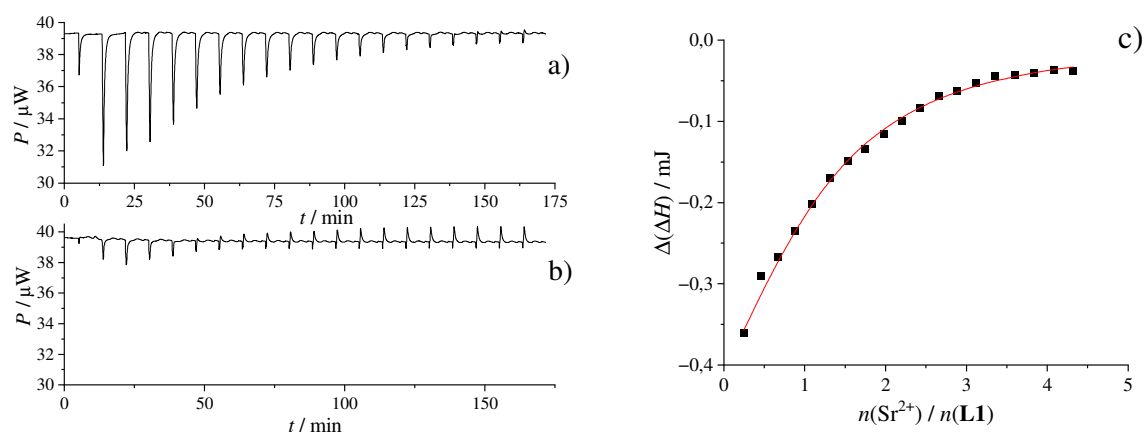 40
38
36
34
32
30
P / μW
a)
0 25 50 75 100 125 150 175
t / min
40
38
36
34
32
30
P / μW
b)
0 50 100 150
t / min
c)
0,0
−0,1
−0,2
−0,3
−0,4
Δ(ΔH) / mJ
0 1 2 3 4 5
n(Sr²⁺) / n(L1)